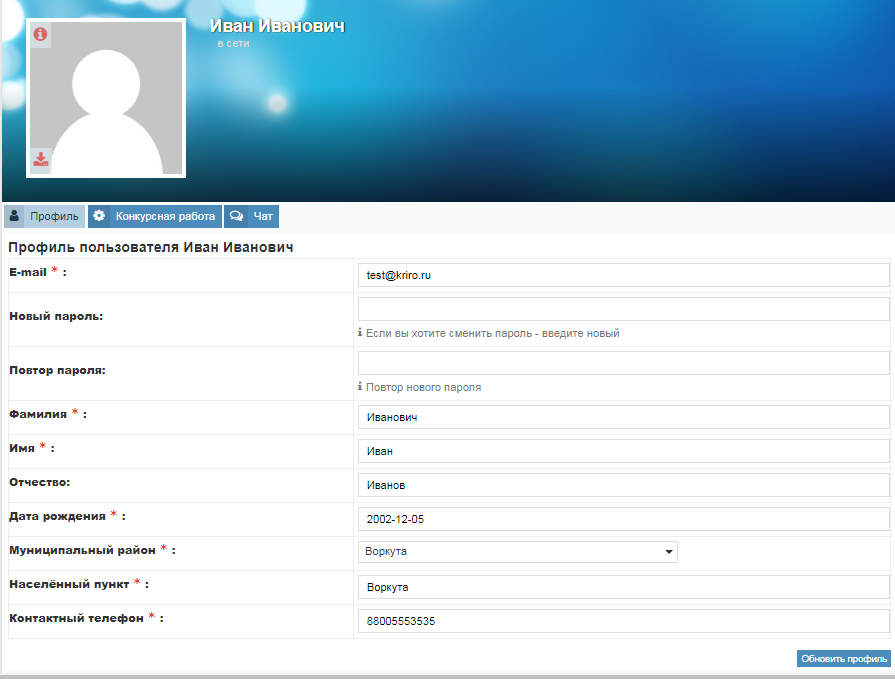 Иван Иванович
в сети
Профиль Конкурсная работа Чат
Профиль пользователя Иван Иванович
E-mail * : test@kriro.ru
Новый пароль:
Если вы хотите сменить пароль - введите новый
Повтор пароля:
Повтор нового пароля
Фамилия * : Иванович
Имя * : Иван
Отчество: Иванов
Дата рождения * : 2002-12-05
Муниципальный район * : Воркута
Населённый пункт * : Воркута
Контактный телефон * : 88005553535
Обновить профиль